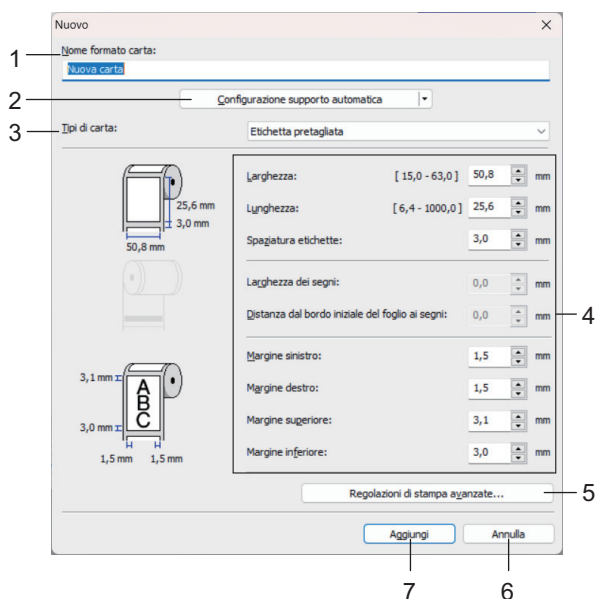 Nuovo
1
Nome formato carta:
Nuova carta
2
Configurazione supporto automatica
3
Tipi di carta:
Etichetta pretagliata
25,6 mm
3,0 mm
50,8 mm
Larghezza: [ 15,0 - 63,0 ] 50,8 mm
Lunghezza: [ 6,4 - 1000,0 ] 25,6 mm
Spaziatura etichette: 3,0 mm
Larghezza dei segni: 0,0 mm
Distanza dal bordo iniziale del foglio ai segni: 0,0 mm
4
3,1 mm
ABC
3,0 mm
1,5 mm 1,5 mm
Margine sinistro: 1,5 mm
Margine destro: 1,5 mm
Margine superiore: 3,1 mm
Margine inferiore: 3,0 mm
Regolazioni di stampa avanzate...
5
Aggiungi Annulla
7 6